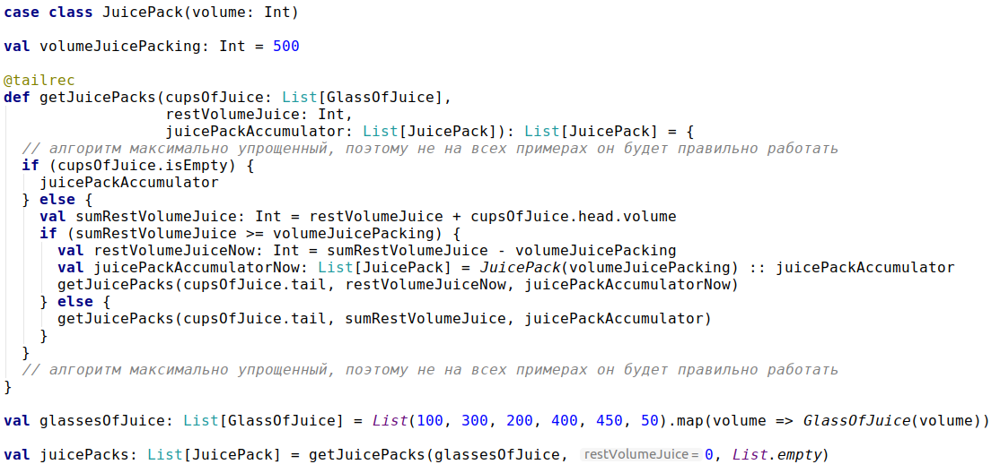 case class JuicePack(volume: Int)
val volumeJuicePacking: Int = 500
@tailrec
def getJuicePacks(cupsOfJuice: List[GlassOfJuice],
                  restVolumeJuice: Int,
                  juicePackAccumulator: List[JuicePack]): List[JuicePack] = {
  // алгоритм максимально упрощенный, поэтому не на всех примерах он будет правильно работать
  if (cupsOfJuice.isEmpty) {
    juicePackAccumulator
  } else {
    val sumRestVolumeJuice: Int = restVolumeJuice + cupsOfJuice.head.volume
    if (sumRestVolumeJuice >= volumeJuicePacking) {
      val restVolumeJuiceNow: Int = sumRestVolumeJuice - volumeJuicePacking
      val juicePackAccumulatorNow: List[JuicePack] = JuicePack(volumeJuicePacking) :: juicePackAccumulator
      getJuicePacks(cupsOfJuice.tail, restVolumeJuiceNow, juicePackAccumulatorNow)
    } else {
      getJuicePacks(cupsOfJuice.tail, sumRestVolumeJuice, juicePackAccumulator)
    }
  }
  // алгоритм максимально упрощенный, поэтому не на всех примерах он будет правильно работать
}
val glassesOfJuice: List[GlassOfJuice] = List(100, 300, 200, 400, 450, 50).map(volume => GlassOfJuice(volume))
val juicePacks: List[JuicePack] = getJuicePacks(glassesOfJuice, restVolumeJuice = 0, List.empty)